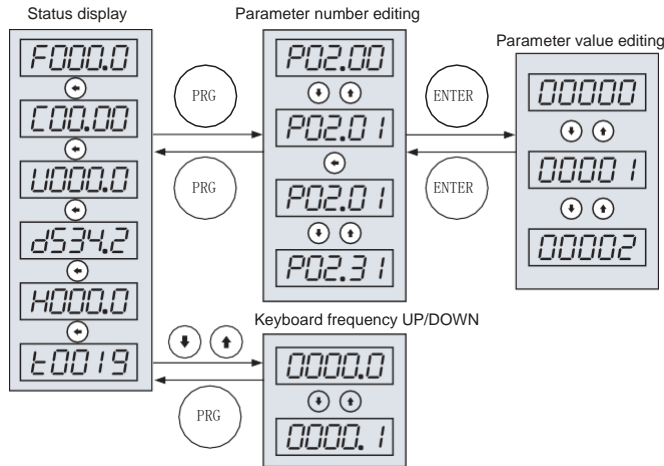 Status display
Parameter number editing
Parameter value editing
F000.0
C00.00
U000.0
d534.2
H000.0
t0019
PRG
PRG
P02.00
P02.01
P02.01
P02.31
ENTER
ENTER
00000
00001
00002
Keyboard frequency UP/DOWN
PRG
0000.0
0000.1